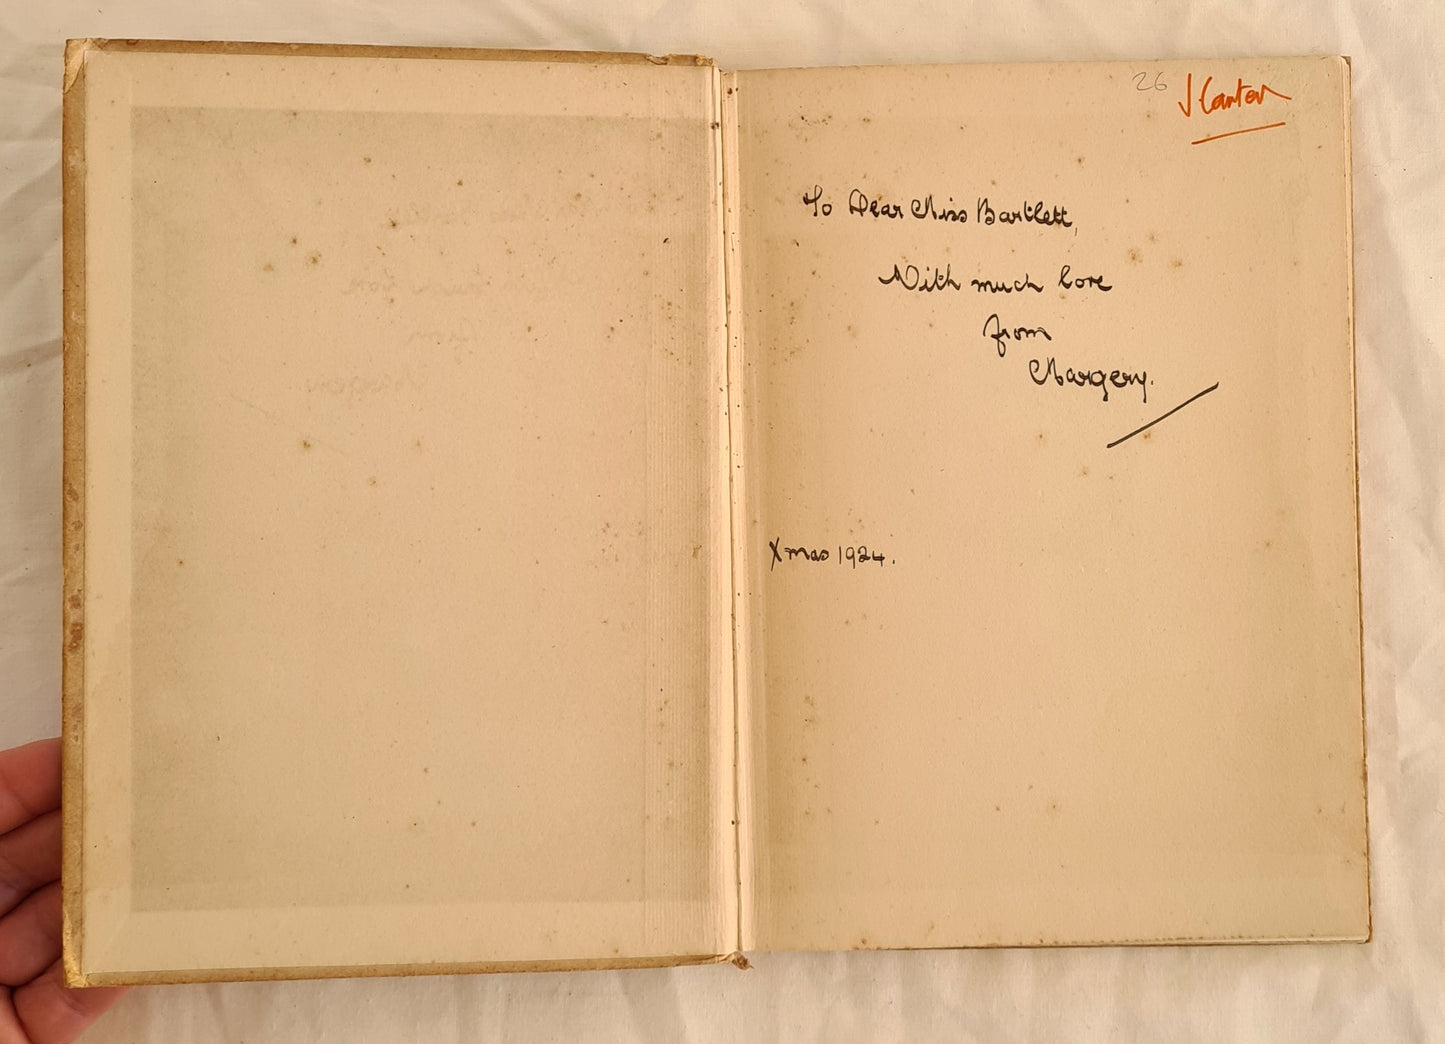 26 J Carter
To Dear Miss Bartlett,
With much love
from
Margery.
Xmas 1924.